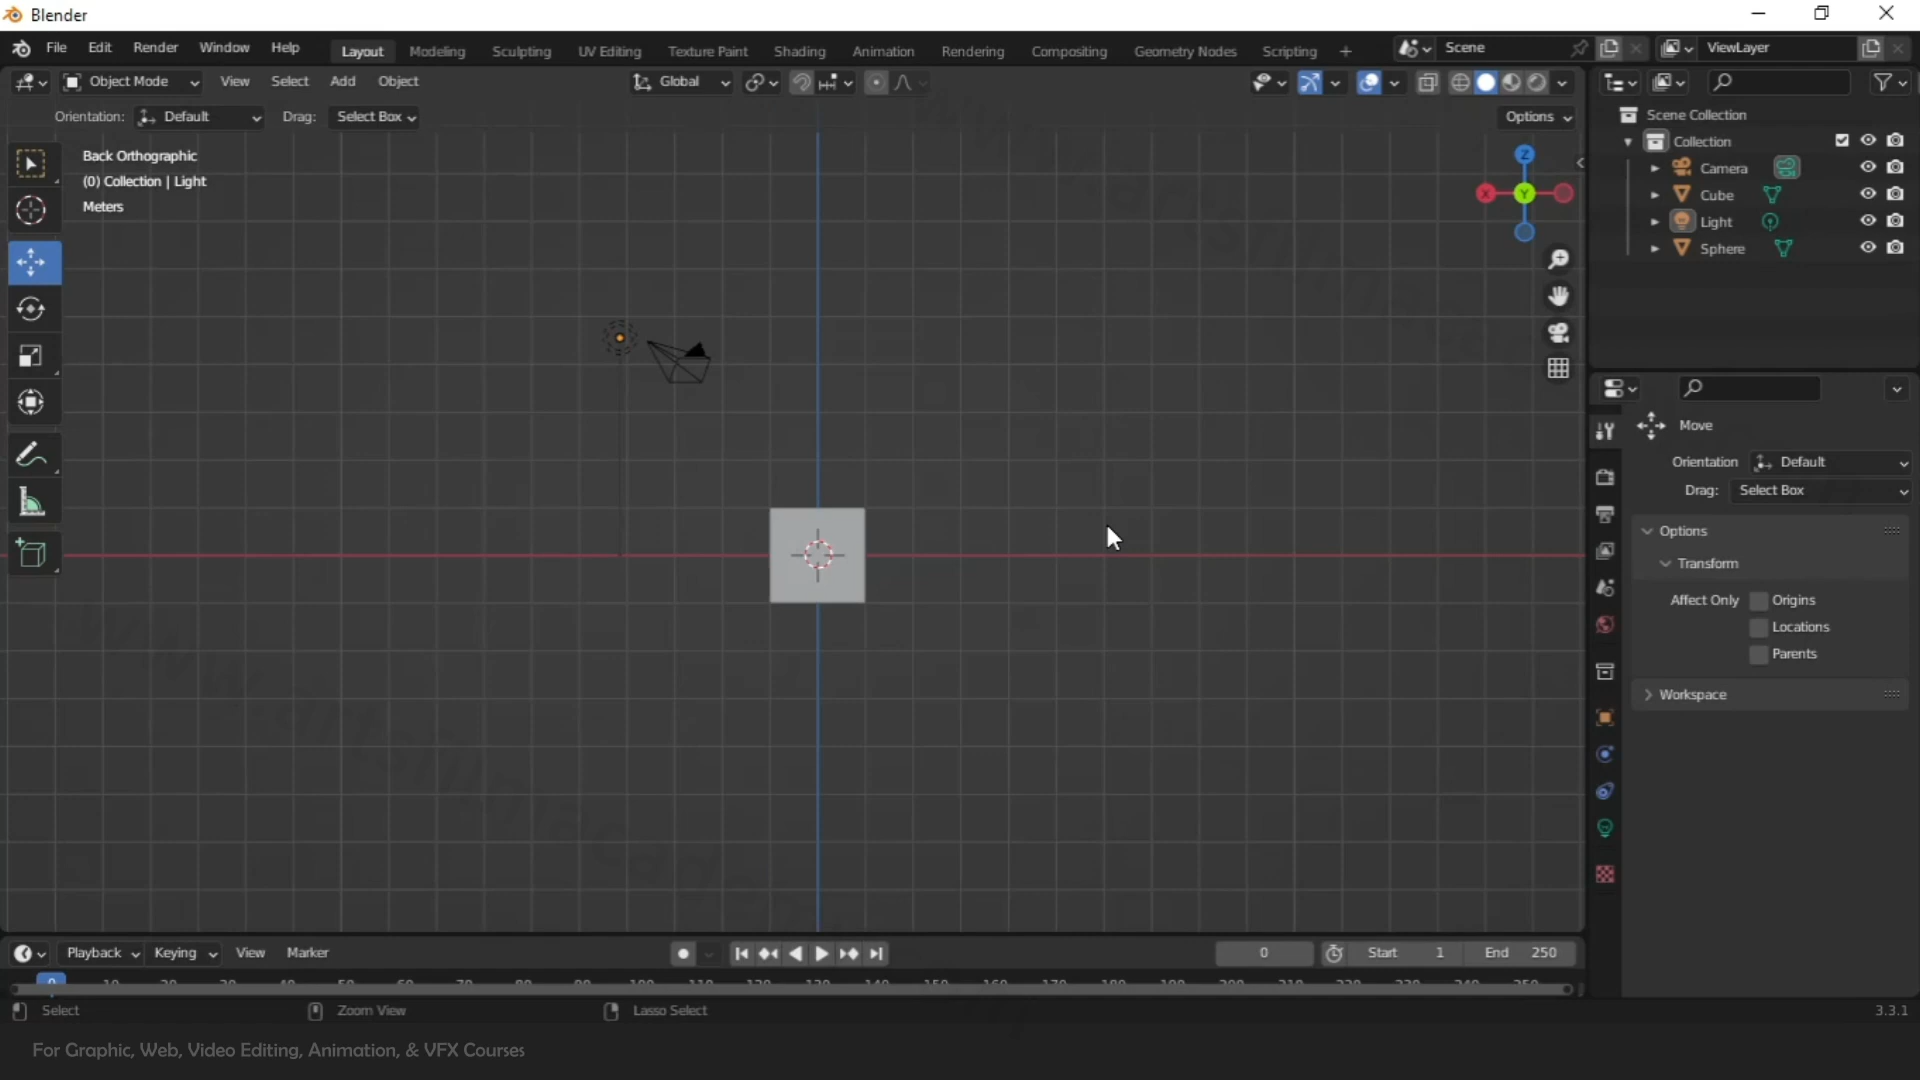 Blender
File Edit Render Window Help Layout Modeling Sculpting UV Editing Texture Paint Shading Animation Rendering Compositing Geometry Nodes Scripting + Scene ViewLayer
Object Mode View Select Add Object Global
Orientation: Default Drag: Select Box Options
Back Orthographic
(0) Collection | Light
Meters
Z
X
Y
Scene Collection
Collection
Camera
Cube
Light
Sphere
Move
Orientation Default
Drag: Select Box
Options
Transform
Affect Only Origins
Locations
Parents
Workspace
Playback Keying View Marker 0 Start 1 End 250
Select Zoom View Lasso Select 3.3.1
For Graphic, Web, Video Editing, Animation, & VFX Courses